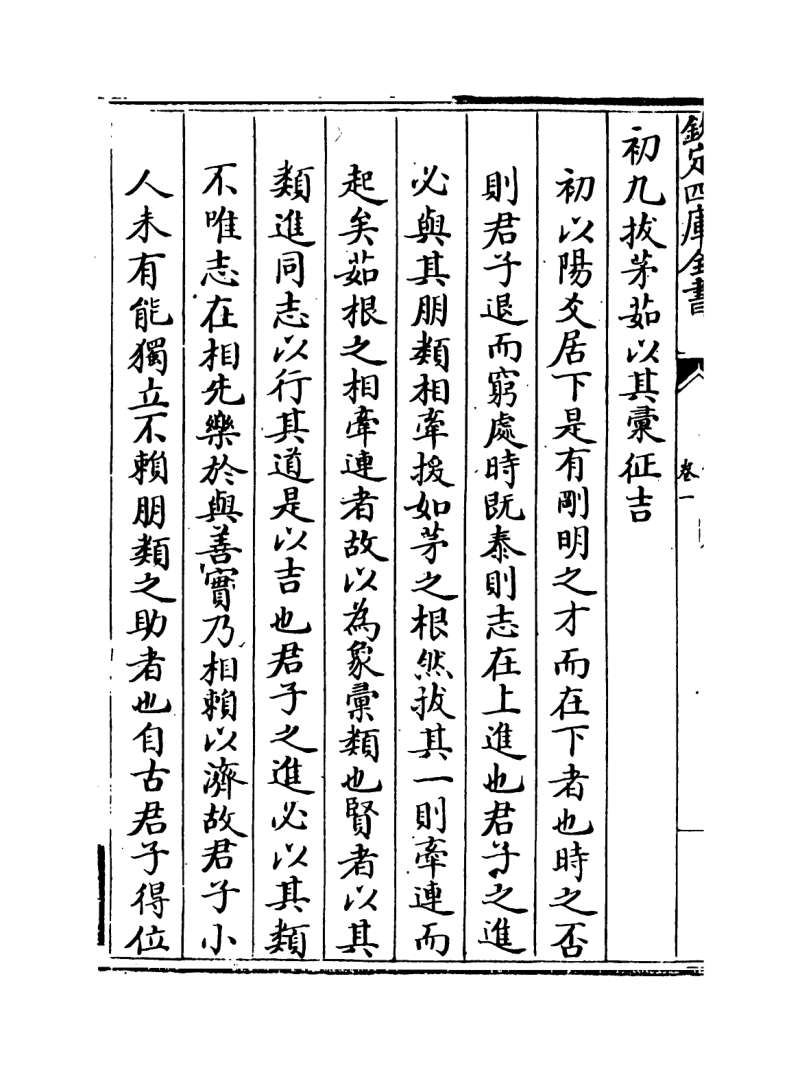 欽定四庫全書
卷一
初九拔茅茹以其彙征吉
初以陽爻居下是有剛明之才而在下者也時之否
則君子退而窮處時既泰則志在上進也君子之進
必與其朋類相牽援如茅之根然拔其一則牽連而
起矣茹根之相牽連者故以為象彙類也賢者以其
類進同志以行其道是以吉也君子之進必以其類
不唯志在相先樂於與善實乃相賴以濟故君子小
人未有能獨立不賴朋類之助者也自古君子得位